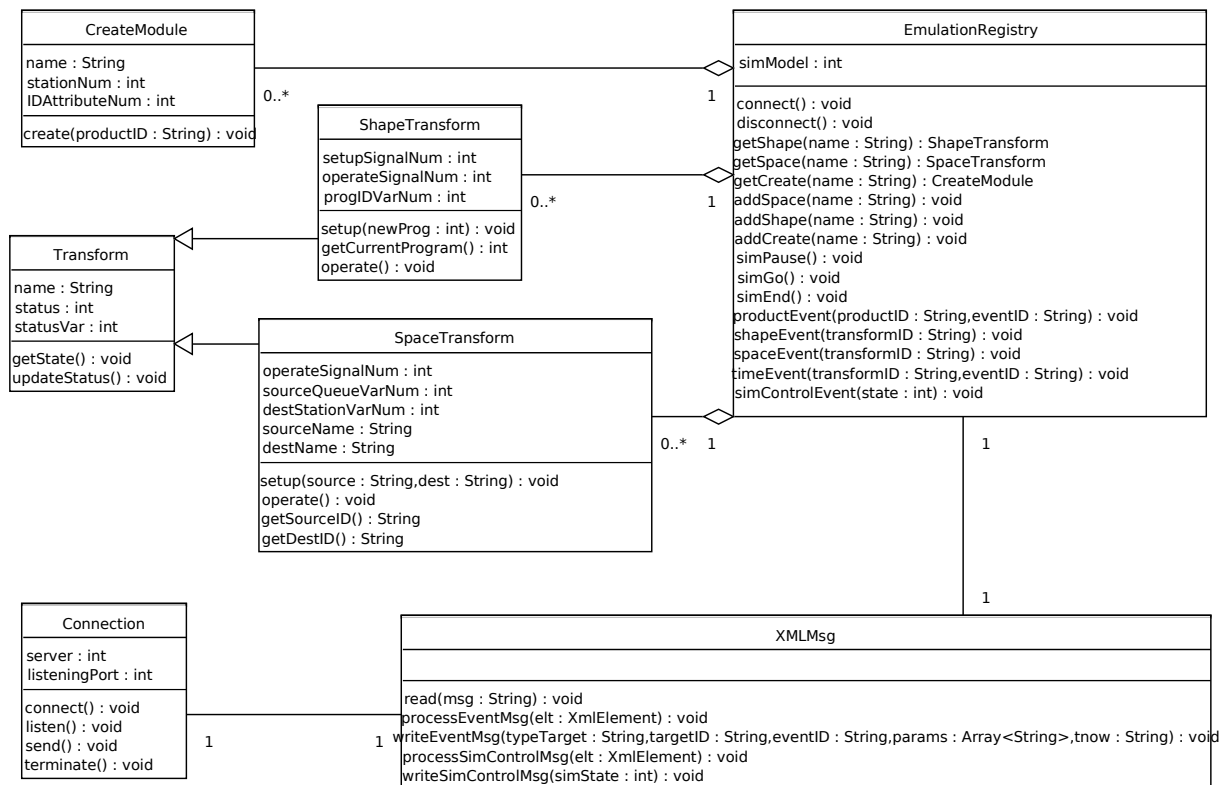 CreateModule
name : String
stationNum : int
IDAttributeNum : int
create(productID : String) : void
0..*
1
EmulationRegistry
simModel : int
connect() : void
disconnect() : void
getShape(name : String) : ShapeTransform
getSpace(name : String) : SpaceTransform
getCreate(name : String) : CreateModule
addSpace(name : String) : void
addShape(name : String) : void
addCreate(name : String) : void
simPause() : void
simGo() : void
simEnd() : void
productEvent(productID : String,eventID : String) : void
shapeEvent(transformID : String) : void
spaceEvent(transformID : String) : void
timeEvent(transformID : String,eventID : String) : void
simControlEvent(state : int) : void
ShapeTransform
setupSignalNum : int
operateSignalNum : int
progIDVarNum : int
setup(newProg : int) : void
getCurrentProgram() : int
operate() : void
0..*
1
Transform
name : String
status : int
statusVar : int
getState() : void
updateStatus() : void
SpaceTransform
operateSignalNum : int
sourceQueueVarNum : int
destStationVarNum : int
sourceName : String
destName : String
setup(source : String,dest : String) : void
operate() : void
getSourceID() : String
getDestID() : String
0..*
1
1
1
Connection
server : int
listeningPort : int
connect() : void
listen() : void
send() : void
terminate() : void
1
1
XMLMsg
read(msg : String) : void
processEventMsg(elt : XmlElement) : void
writeEventMsg(typeTarget : String,targetID : String,eventID : String,params : Array<String>,tnow : String) : void
processSimControlMsg(elt : XmlElement) : void
writeSimControlMsg(simState : int) : void